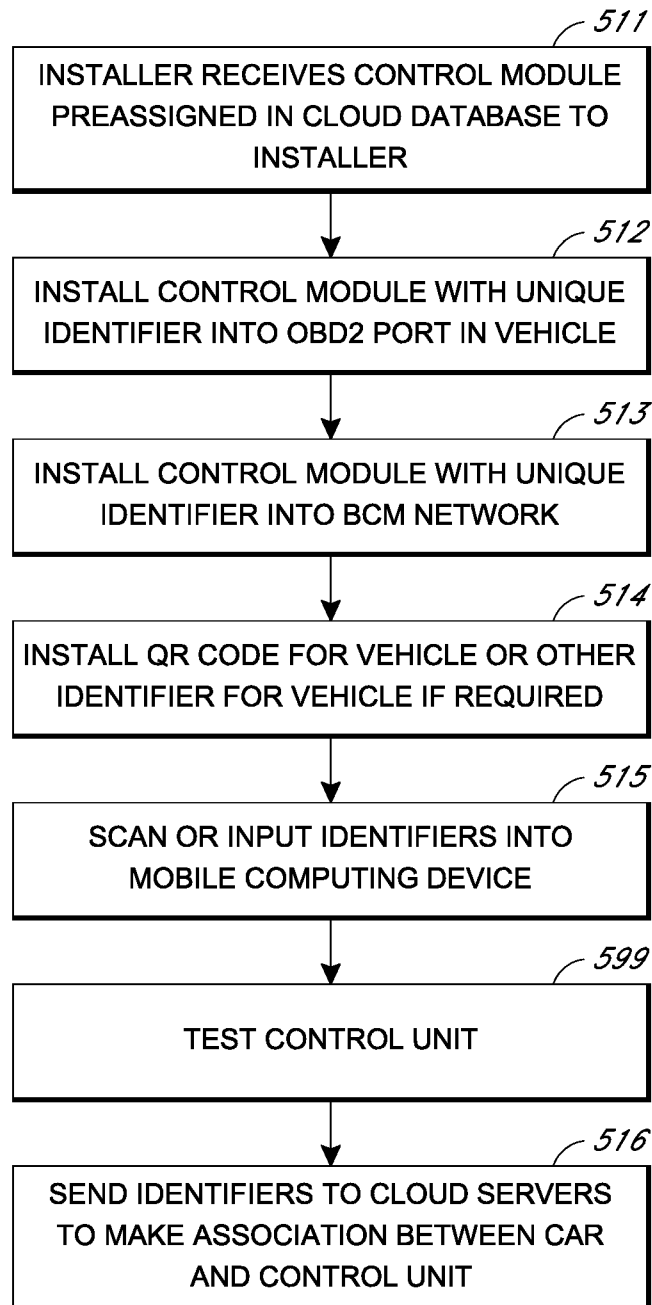 511
INSTALLER RECEIVES CONTROL MODULE
PREASSIGNED IN CLOUD DATABASE TO
INSTALLER
512
INSTALL CONTROL MODULE WITH UNIQUE
IDENTIFIER INTO OBD2 PORT IN VEHICLE
513
INSTALL CONTROL MODULE WITH UNIQUE
IDENTIFIER INTO BCM NETWORK
514
INSTALL QR CODE FOR VEHICLE OR OTHER
IDENTIFIER FOR VEHICLE IF REQUIRED
515
SCAN OR INPUT IDENTIFIERS INTO
MOBILE COMPUTING DEVICE
599
TEST CONTROL UNIT
516
SEND IDENTIFIERS TO CLOUD SERVERS
TO MAKE ASSOCIATION BETWEEN CAR
AND CONTROL UNIT